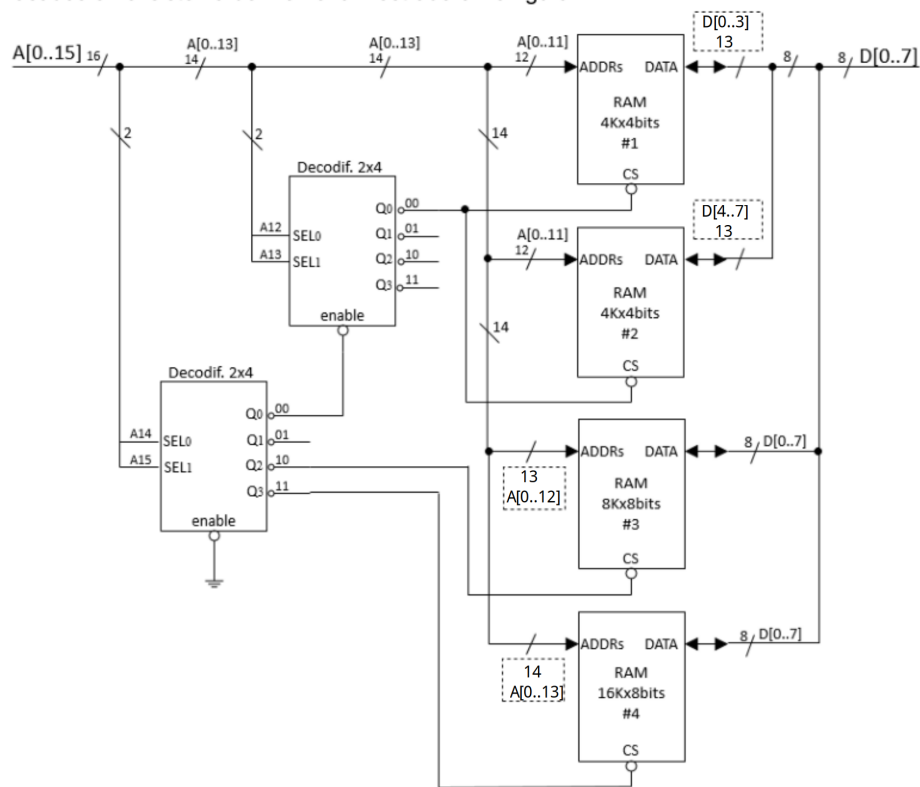 A[0..15] 16
A[0..13]
14
A[0..13]
14
A[0..11]
12
ADDRs DATA
RAM
4Kx4bits
#1
CS
D[0..3]
13
8
8 D[0..7]
2
2
14
Decodif. 2x4
A12 SEL0
A13 SEL1
Q0 00
Q1 01
Q2 10
Q3 11
enable
A[0..11]
12
ADDRs DATA
RAM
4Kx4bits
#2
CS
D[4..7]
13
14
Decodif. 2x4
A14 SEL0
A15 SEL1
Q0 00
Q1 01
Q2 10
Q3 11
enable
13
A[0..12]
ADDRs DATA
RAM
8Kx8bits
#3
CS
8 D[0..7]
14
A[0..13]
ADDRs DATA
RAM
16Kx8bits
#4
CS
8 D[0..7]